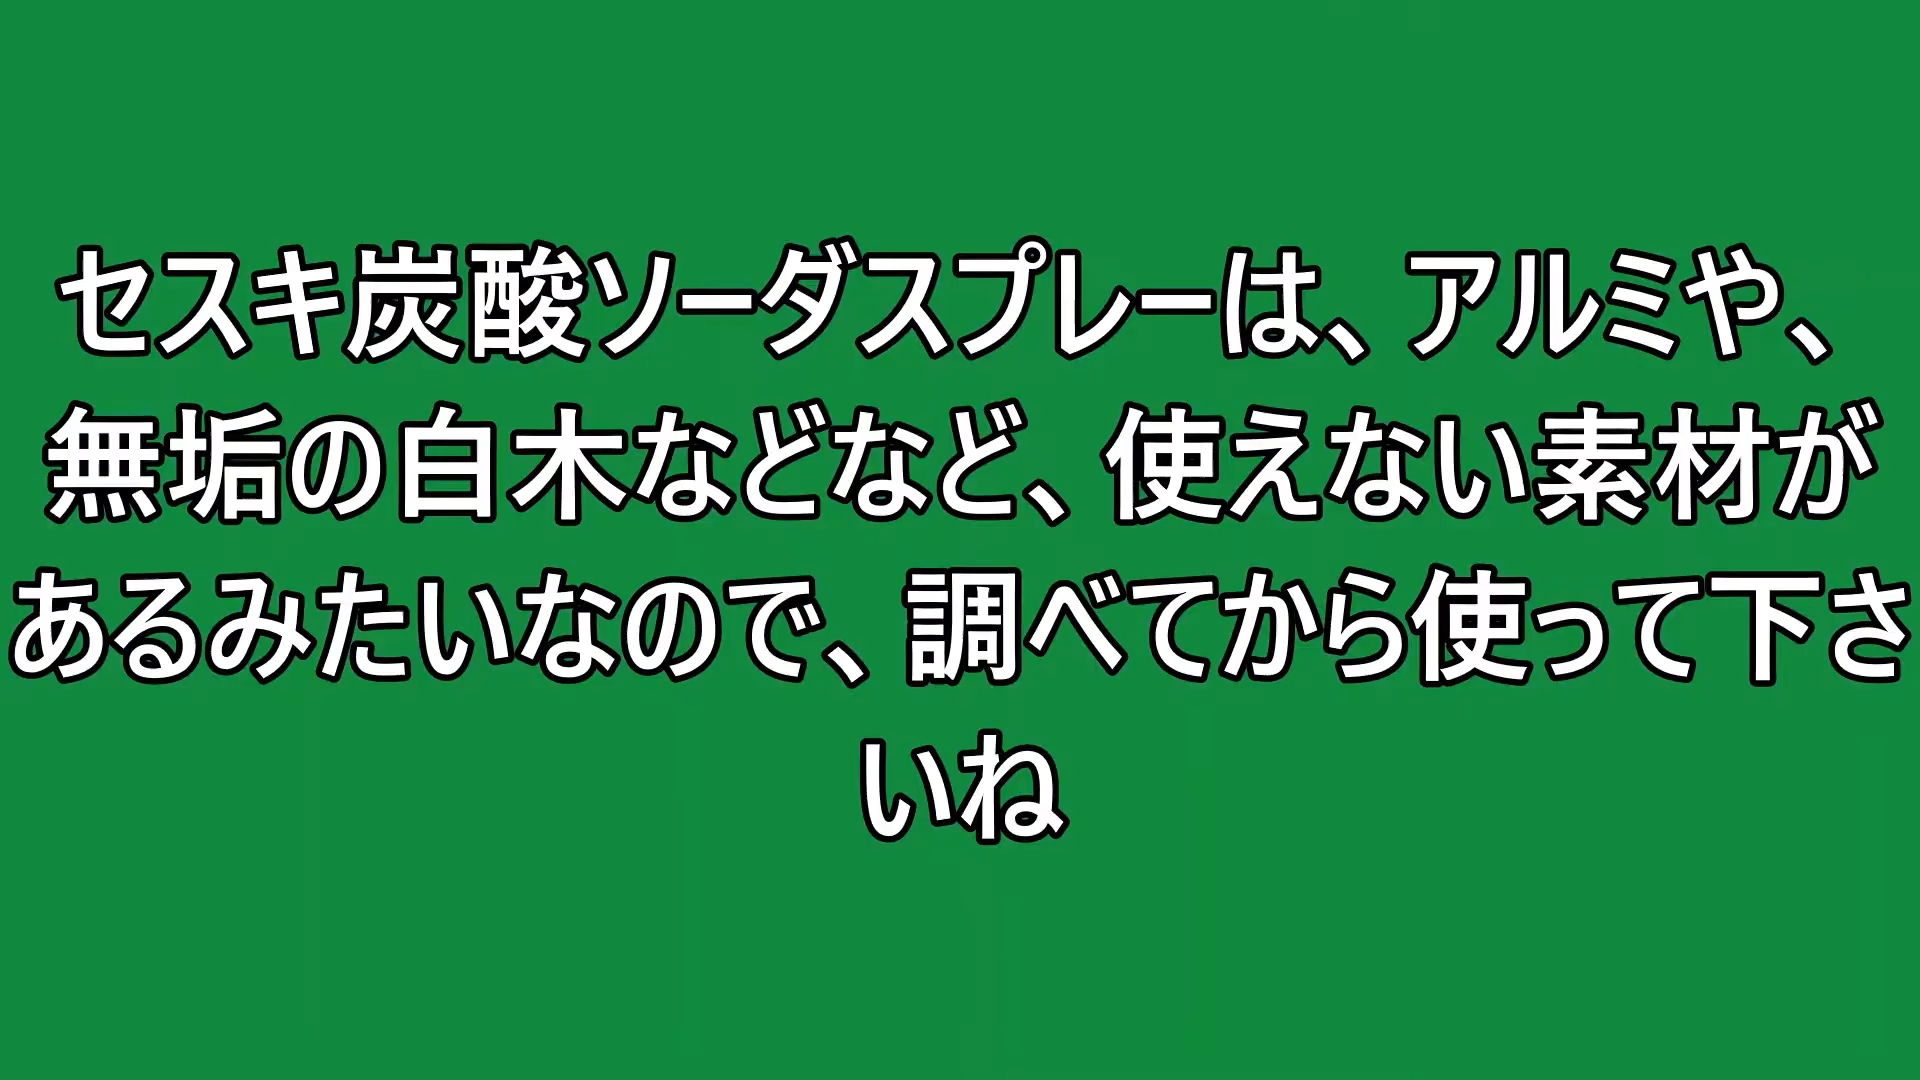 セスキ炭酸ソーダスプレーは、アルミや、
無垢の白木などなど、使えない素材が
あるみたいなので、調べてから使って下さ
いね